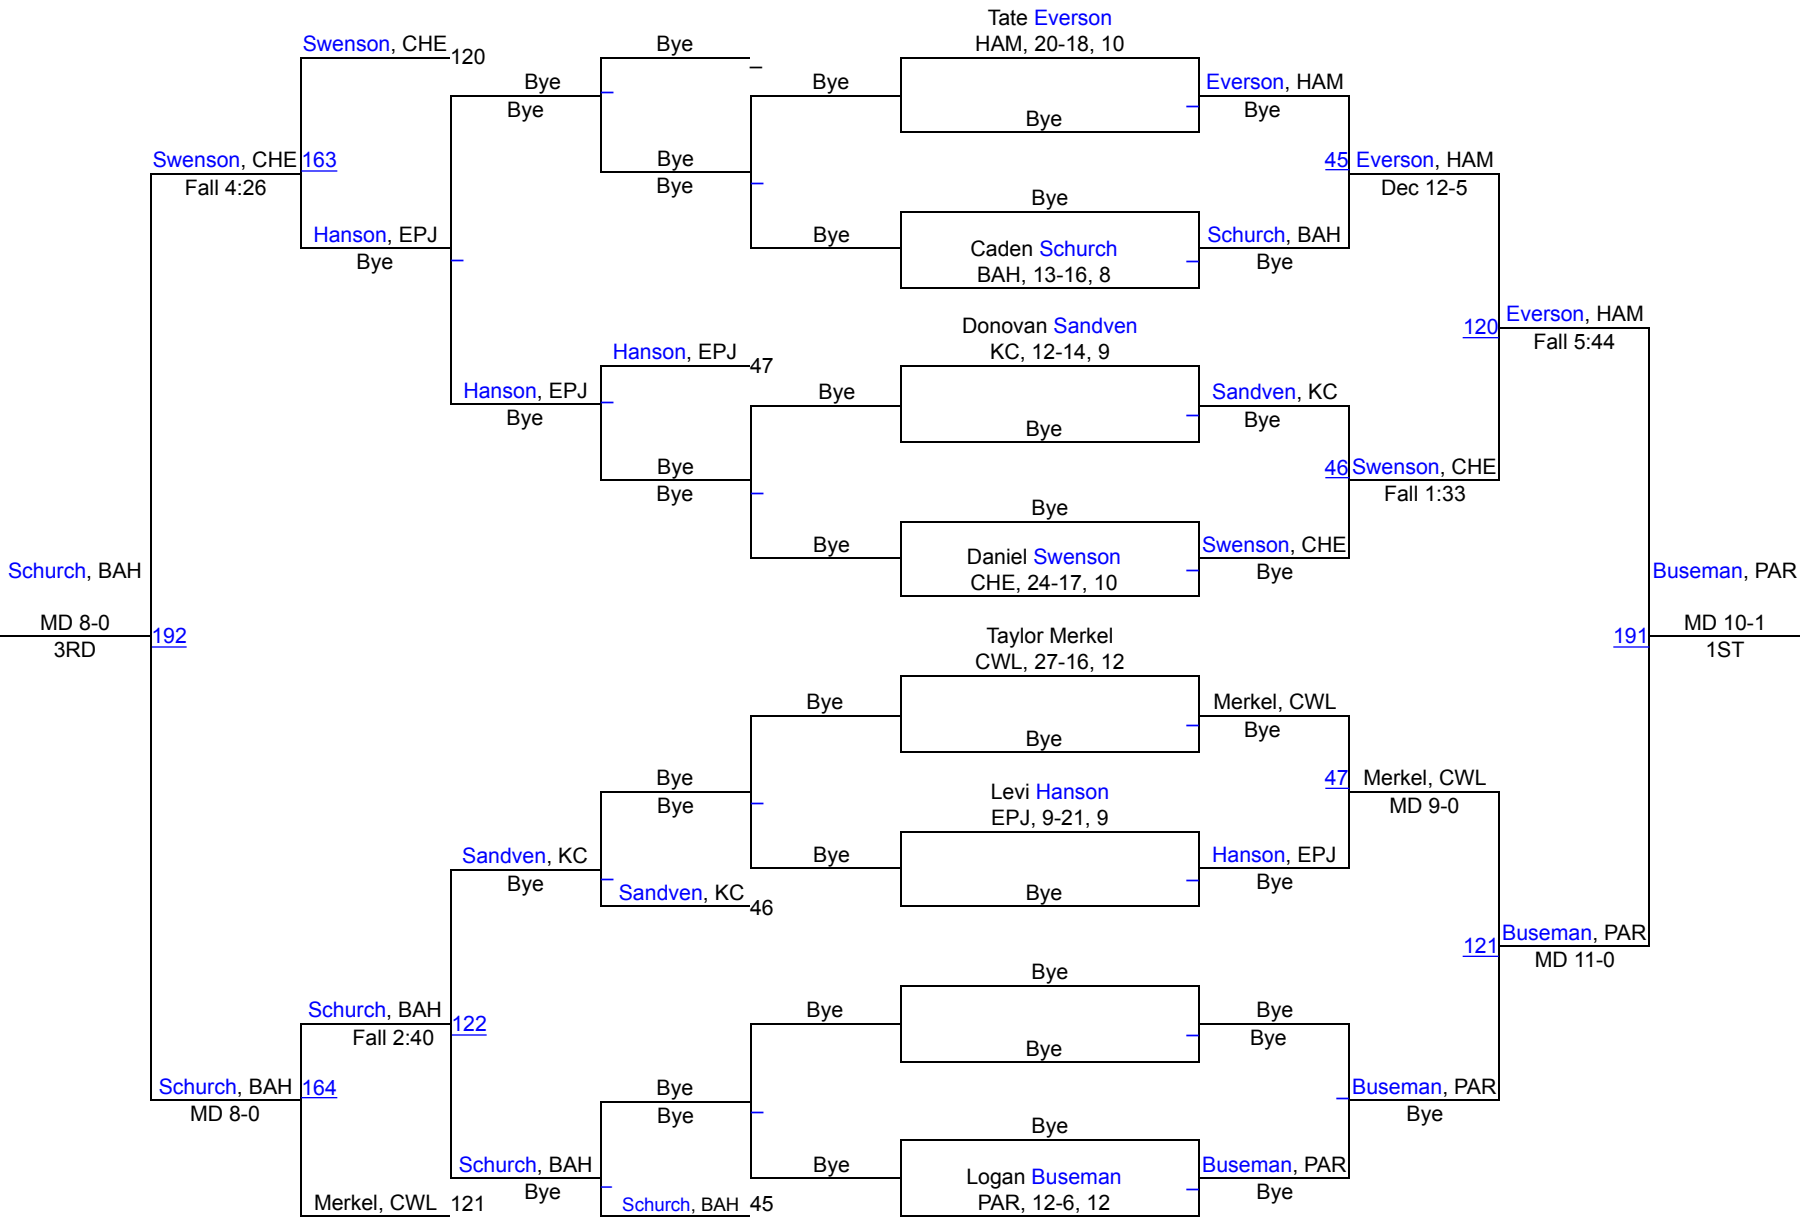 Tate Everson
HAM, 20-18, 10
Swenson, CHE
120
Bye
Bye
Bye
Everson, HAM
Bye
Bye
Bye
Bye
Swenson, CHE
163
Fall 4:26
Bye
Bye
45
Everson, HAM
Dec 12-5
Bye
Hanson, EPJ
Bye
Bye
Caden Schurch
BAH, 13-16, 8
Schurch, BAH
Bye
Donovan Sandven
KC, 12-14, 9
Everson, HAM
120
Fall 5:44
Hanson, EPJ
47
Hanson, EPJ
Bye
Bye
Sandven, KC
Bye
Bye
Bye
Bye
46
Swenson, CHE
Fall 1:33
Bye
Bye
Daniel Swenson
CHE, 24-17, 10
Swenson, CHE
Bye
Schurch, BAH
MD 8-0
3RD
192
Buseman, PAR
191
MD 10-1
1ST
Taylor Merkel
CWL, 27-16, 12
Bye
Merkel, CWL
Bye
Bye
Bye
Bye
Levi Hanson
EPJ, 9-21, 9
47
Merkel, CWL
MD 9-0
Sandven, KC
Bye
Bye
Hanson, EPJ
Bye
Sandven, KC
46
Bye
Buseman, PAR
121
MD 11-0
Bye
Schurch, BAH
122
Fall 2:40
Bye
Bye
Bye
Bye
Schurch, BAH
164
MD 8-0
Bye
Bye
Buseman, PAR
Bye
Bye
Schurch, BAH
Bye
Bye
Logan Buseman
PAR, 12-6, 12
Buseman, PAR
Bye
Merkel, CWL
121
Schurch, BAH
45